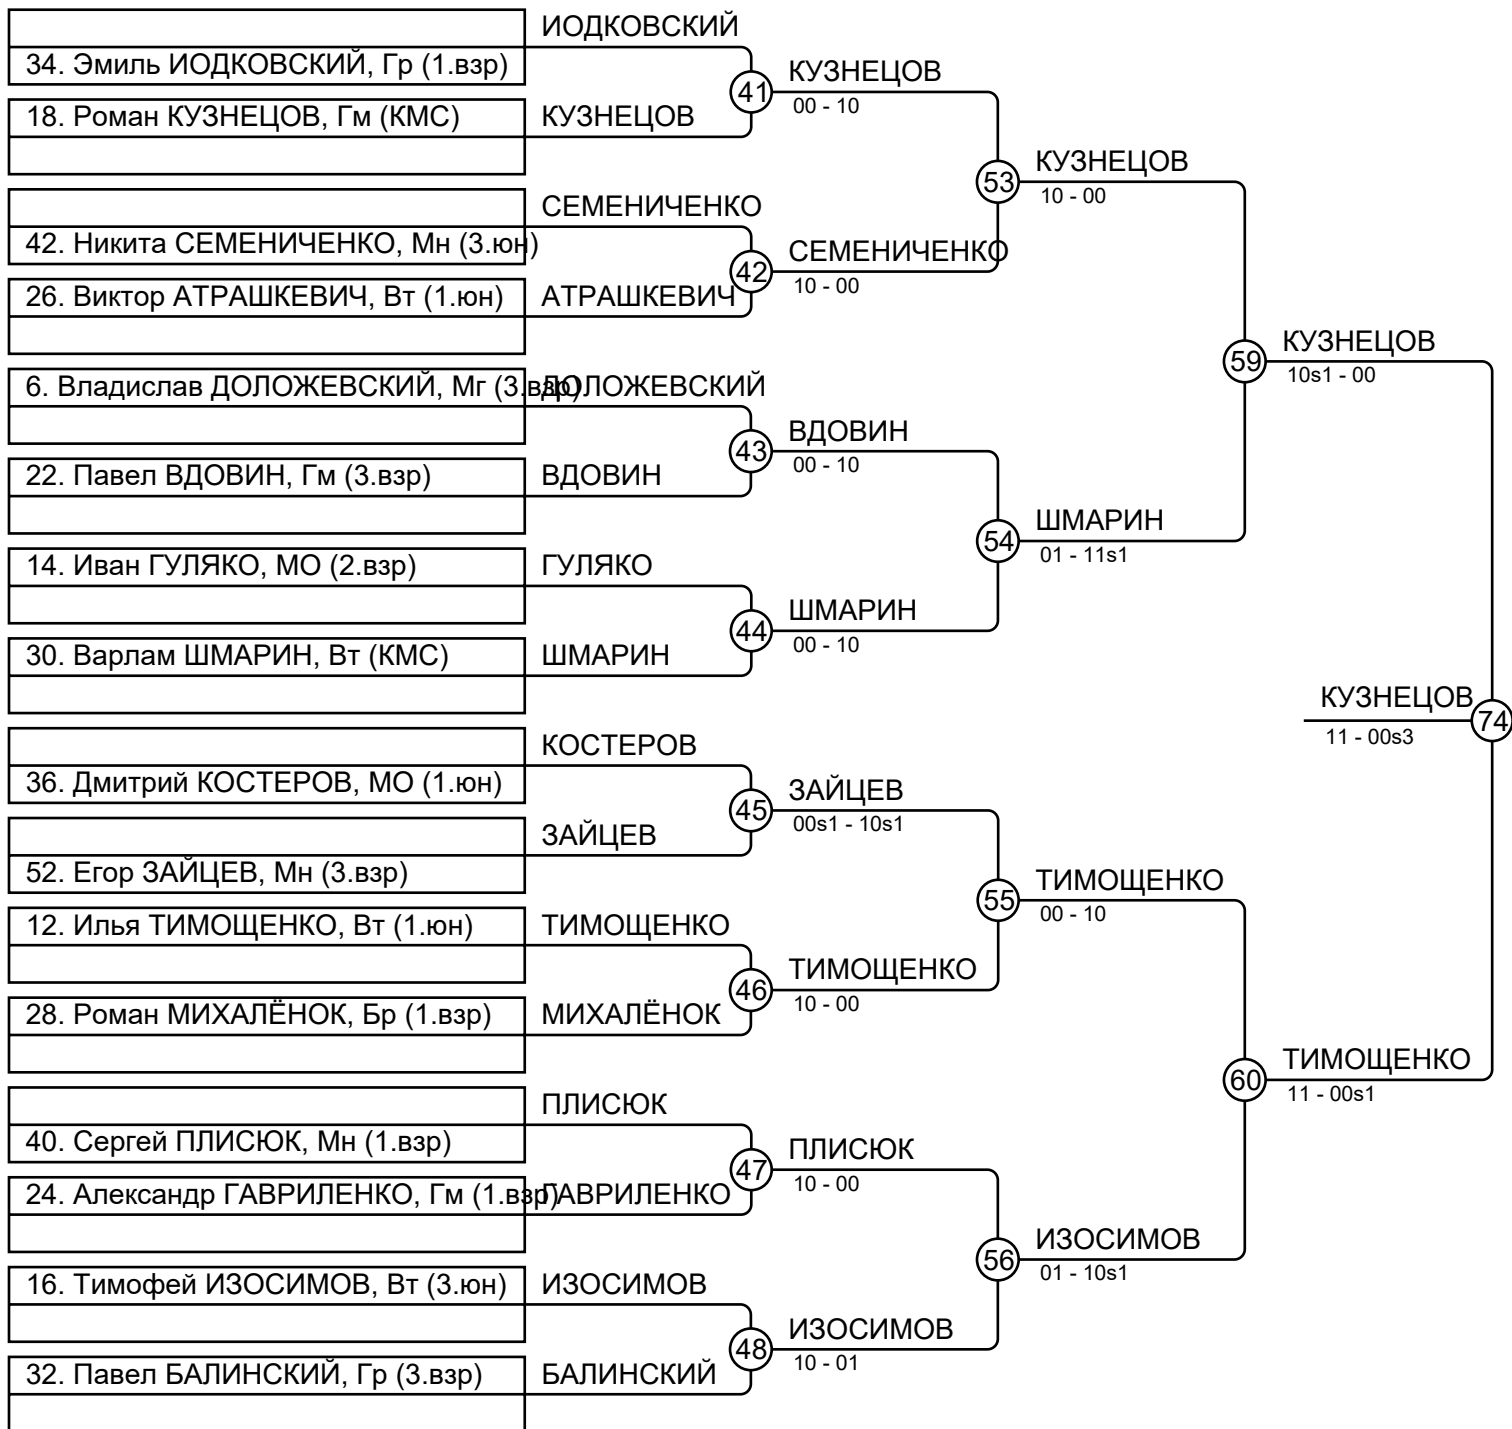 ИОДКОВСКИЙ
34. Эмиль ИОДКОВСКИЙ, Гр (1.взр)
41
КУЗНЕЦОВ
00 - 10
18. Роман КУЗНЕЦОВ, Гм (КМС)
КУЗНЕЦОВ
53
КУЗНЕЦОВ
10 - 00
СЕМЕНИЧЕНКО
42. Никита СЕМЕНИЧЕНКО, Мн (3.юн)
42
СЕМЕНИЧЕНКО
10 - 00
26. Виктор АТРАШКЕВИЧ, Вт (1.юн)
АТРАШКЕВИЧ
59
КУЗНЕЦОВ
10s1 - 00
6. Владислав ДОЛОЖЕВСКИЙ, Мг (3.взр)
ДОЛОЖЕВСКИЙ
43
ВДОВИН
00 - 10
22. Павел ВДОВИН, Гм (3.взр)
ВДОВИН
54
ШМАРИН
01 - 11s1
14. Иван ГУЛЯКО, МО (2.взр)
ГУЛЯКО
44
ШМАРИН
00 - 10
30. Варлам ШМАРИН, Вт (КМС)
ШМАРИН
КУЗНЕЦОВ
74
11 - 00s3
КОСТЕРОВ
36. Дмитрий КОСТЕРОВ, МО (1.юн)
45
ЗАЙЦЕВ
00s1 - 10s1
ЗАЙЦЕВ
52. Егор ЗАЙЦЕВ, Мн (3.взр)
55
ТИМОЩЕНКО
00 - 10
12. Илья ТИМОЩЕНКО, Вт (1.юн)
ТИМОЩЕНКО
46
ТИМОЩЕНКО
10 - 00
28. Роман МИХАЛЁНОК, Бр (1.взр)
МИХАЛЁНОК
60
ТИМОЩЕНКО
11 - 00s1
ПЛИСЮК
40. Сергей ПЛИСЮК, Мн (1.взр)
47
ПЛИСЮК
10 - 00
24. Александр ГАВРИЛЕНКО, Гм (1.взр)
ГАВРИЛЕНКО
56
ИЗОСИМОВ
01 - 10s1
16. Тимофей ИЗОСИМОВ, Вт (3.юн)
ИЗОСИМОВ
48
ИЗОСИМОВ
10 - 01
32. Павел БАЛИНСКИЙ, Гр (3.взр)
БАЛИНСКИЙ